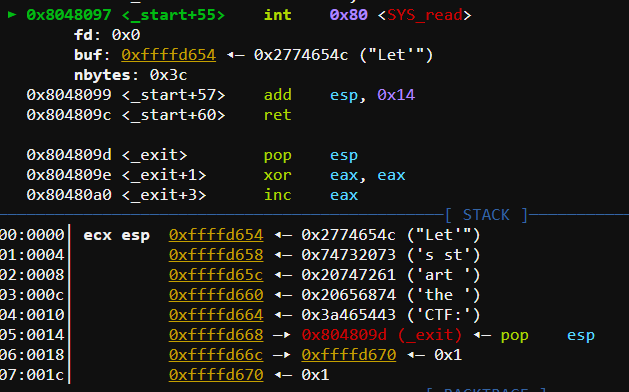 ► 0x8048097 <_start+55> int 0x80 <SYS_read>
fd: 0x0
buf: 0xffffd654 ◂— 0x2774654c ("Let'")
nbytes: 0x3c
0x8048099 <_start+57> add esp, 0x14
0x804809c <_start+60> ret
0x804809d <_exit> pop esp
0x804809e <_exit+1> xor eax, eax
0x80480a0 <_exit+3> inc eax
[ STACK ]
00:0000│ ecx esp 0xffffd654 ◂— 0x2774654c ("Let'")
01:0004│ 0xffffd658 ◂— 0x74732073 ('s st')
02:0008│ 0xffffd65c ◂— 0x20747261 ('art ')
03:000c│ 0xffffd660 ◂— 0x20656874 ('the ')
04:0010│ 0xffffd664 ◂— 0x3a465443 ('CTF:')
05:0014│ 0xffffd668 —▸ 0x804809d (_exit) ◂— pop esp
06:0018│ 0xffffd66c —▸ 0xffffd670 ◂— 0x1
07:001c│ 0xffffd670 ◂— 0x1